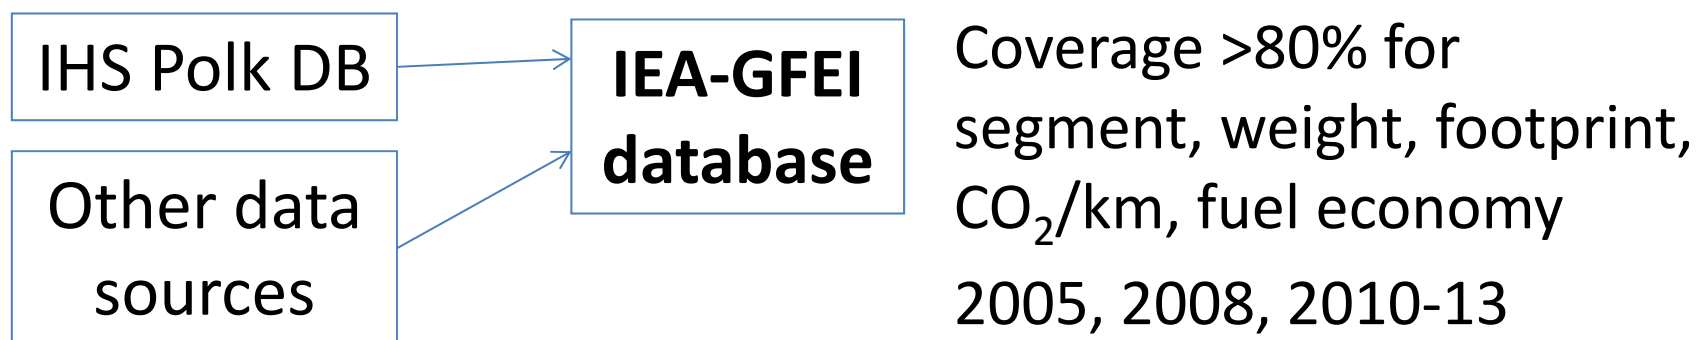 IHS Polk DB
Other data
sources
IEA-GFEI
database
Coverage >80% for
segment, weight, footprint,
CO₂/km, fuel economy
2005, 2008, 2010-13